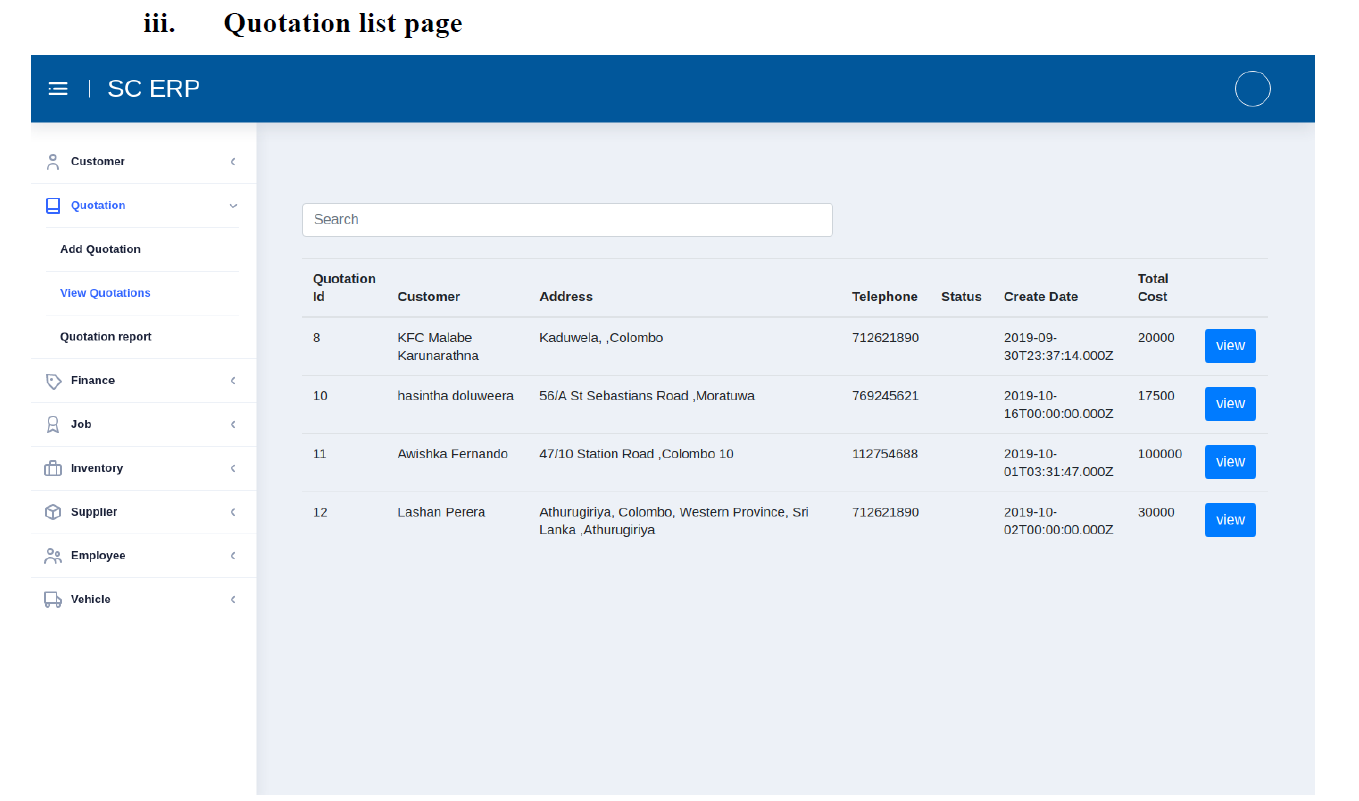 iii. Quotation list page
SC ERP
Customer
Quotation
Add Quotation
View Quotations
Quotation report
Finance
Job
Inventory
Supplier
Employee
Vehicle
Search
Quotation Id Customer Address Telephone Status Create Date Total Cost
8 KFC Malabe Kaduwela, ,Colombo 712621890 2019-09- 20000 view
Karunarathna 30T23:37:14.000Z
10 hasintha doluweera 56/A St Sebastians Road ,Moratuwa 769245621 2019-10- 17500 view
16T00:00:00.000Z
11 Awishka Fernando 47/10 Station Road ,Colombo 10 112754688 2019-10- 100000 view
01T03:31:47.000Z
12 Lashan Perera Athurugiriya, Colombo, Western Province, Sri 712621890 2019-10- 30000 view
Lanka ,Athurugiriya 02T00:00:00.000Z